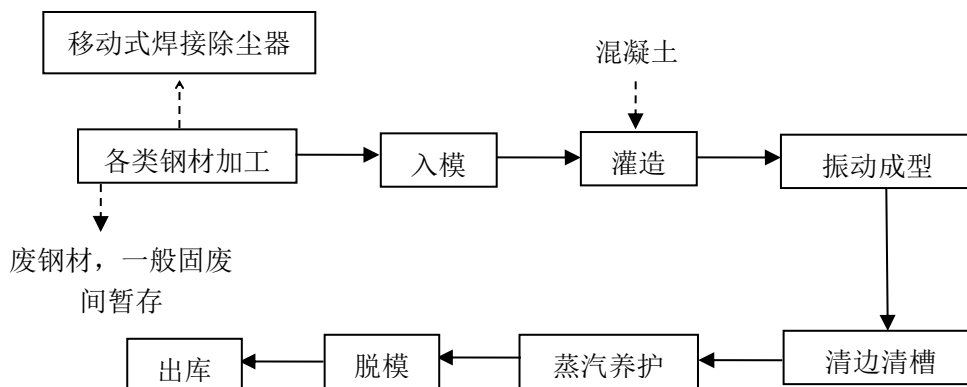 移动式焊接除尘器
混凝土
各类钢材加工
入模
灌造
振动成型
废钢材，一般固废
间暂存
出库
脱模
蒸汽养护
清边清槽